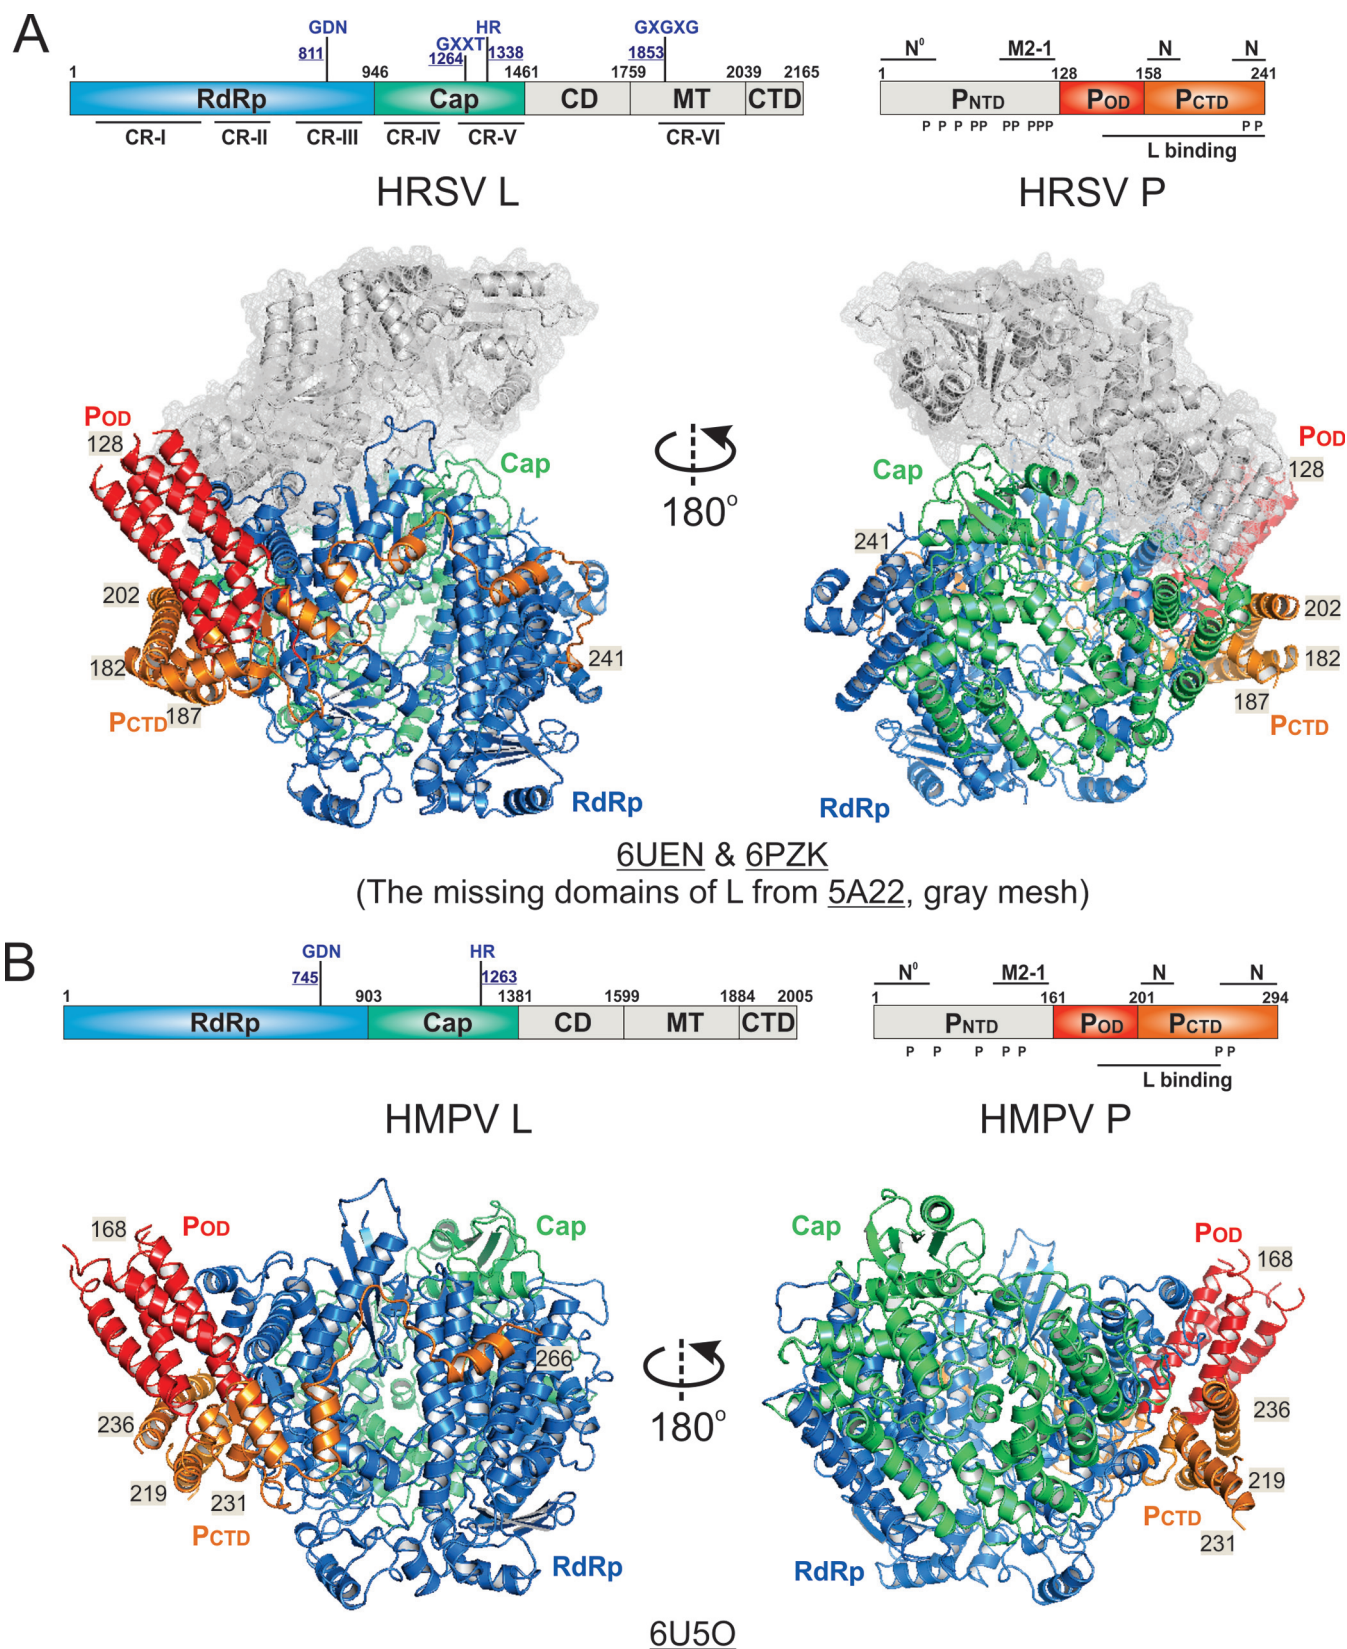 A
GDN
GXXT
HR
GXGXG
811
1264
1338
1853
1
946
1461
1759
2039
2165
RdRp
Cap
CD
MT
CTD
CR-I
CR-II
CR-III
CR-IV
CR-V
CR-VI
HRSV L
N⁰
M2-1
N
N
1
128
158
241
PNTD
POD
PCTD
P P P PP PP PPP P P
L binding
HRSV P
POD
128
Cap
202
182
187
PCTD
241
RdRp
180°
Cap
241
POD
128
202
182
187
PCTD
RdRp
6UEN & 6PZK
(The missing domains of L from 5A22, gray mesh)
B
GDN
HR
745
1263
1
903
1381
1599
1884
2005
RdRp
Cap
CD
MT
CTD
HMPV L
N⁰
M2-1
N
N
1
161
201
294
PNTD
POD
PCTD
P P P P P P P
L binding
HMPV P
168
POD
Cap
266
236
219
231
PCTD
RdRp
180°
Cap
POD
168
236
219
PCTD
231
RdRp
6U5O